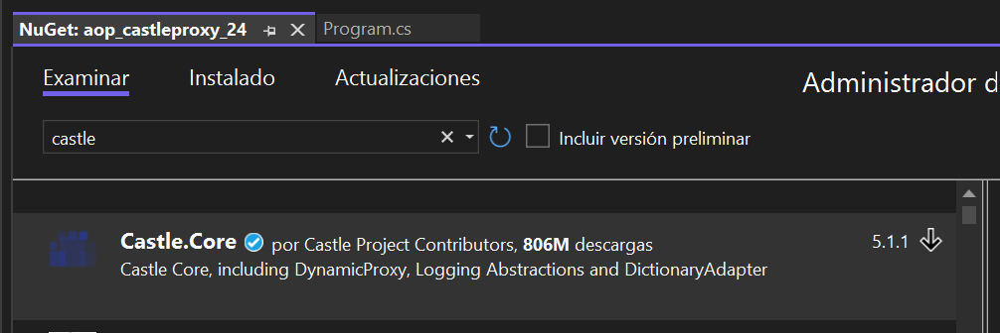 NuGet: aop_castleproxy_24 Program.cs
Examinar Instalado Actualizaciones Administrador d
castle Incluir versión preliminar
Castle.Core por Castle Project Contributors, 806M descargas 5.1.1
Castle Core, including DynamicProxy, Logging Abstractions and DictionaryAdapter